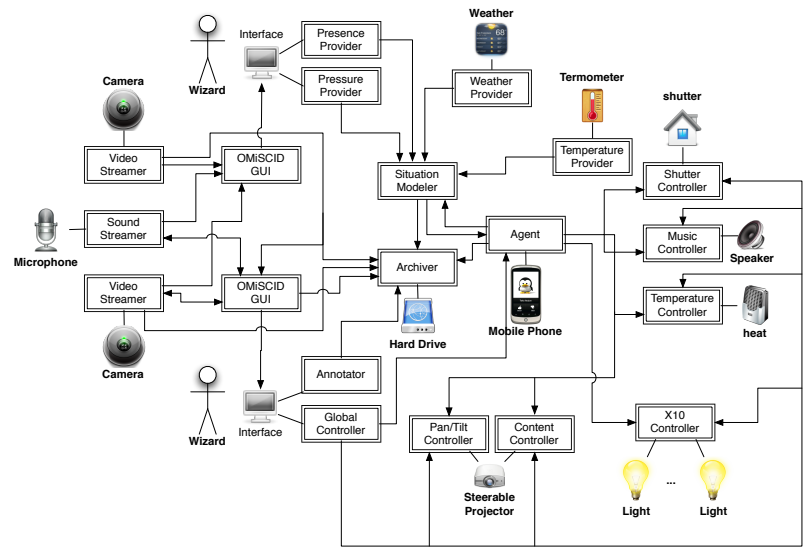 Weather
68
Interface
Presence
Provider
Wizard
Camera
Pressure
Provider
Weather
Provider
Termometer
shutter
Video
Streamer
OMiSCID
GUI
Situation
Modeler
Temperature
Provider
Shutter
Controller
Sound
Streamer
Agent
Music
Controller
Microphone
Speaker
Video
Streamer
OMiSCID
GUI
Archiver
Temperature
Controller
Mobile Phone
Hard Drive
heat
Camera
Annotator
Wizard
Interface
Global
Controller
Pan/Tilt
Controller
Content
Controller
X10
Controller
Steerable
Projector
...
Light
Light